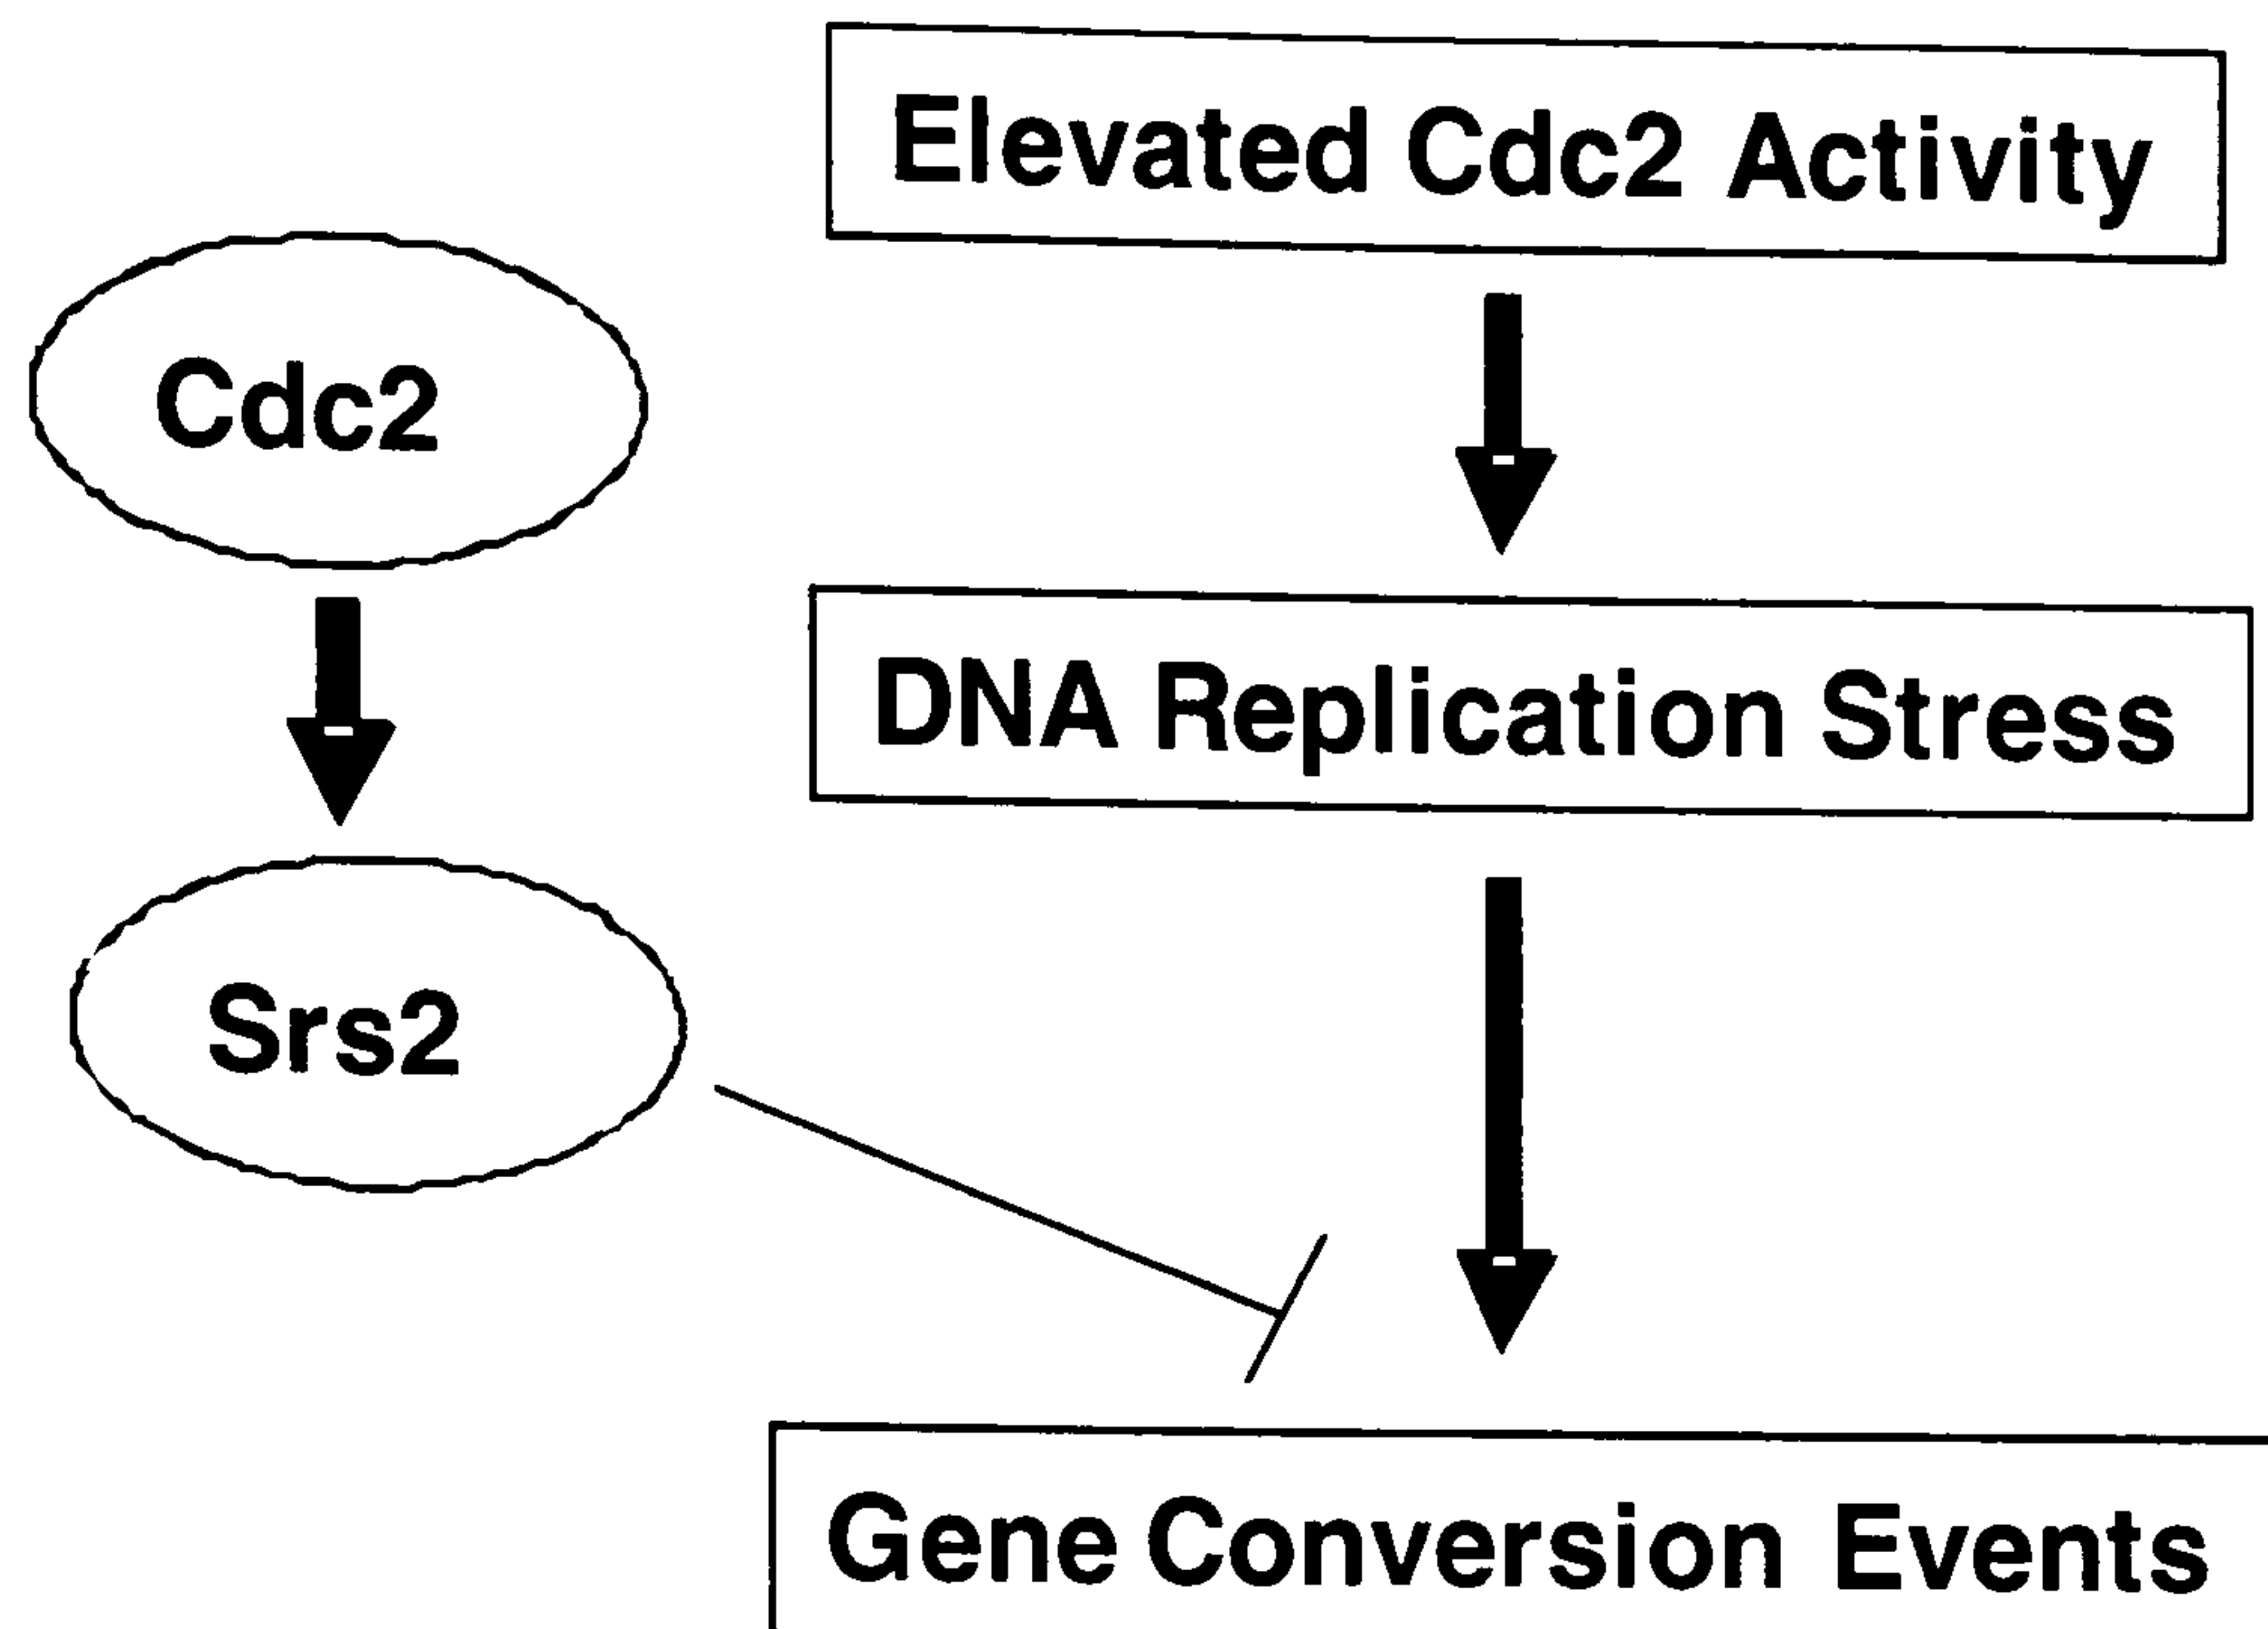 Elevated Cdc2 Activity
Cdc2
DNA Replication Stress
Srs2
Gene Conversion Events